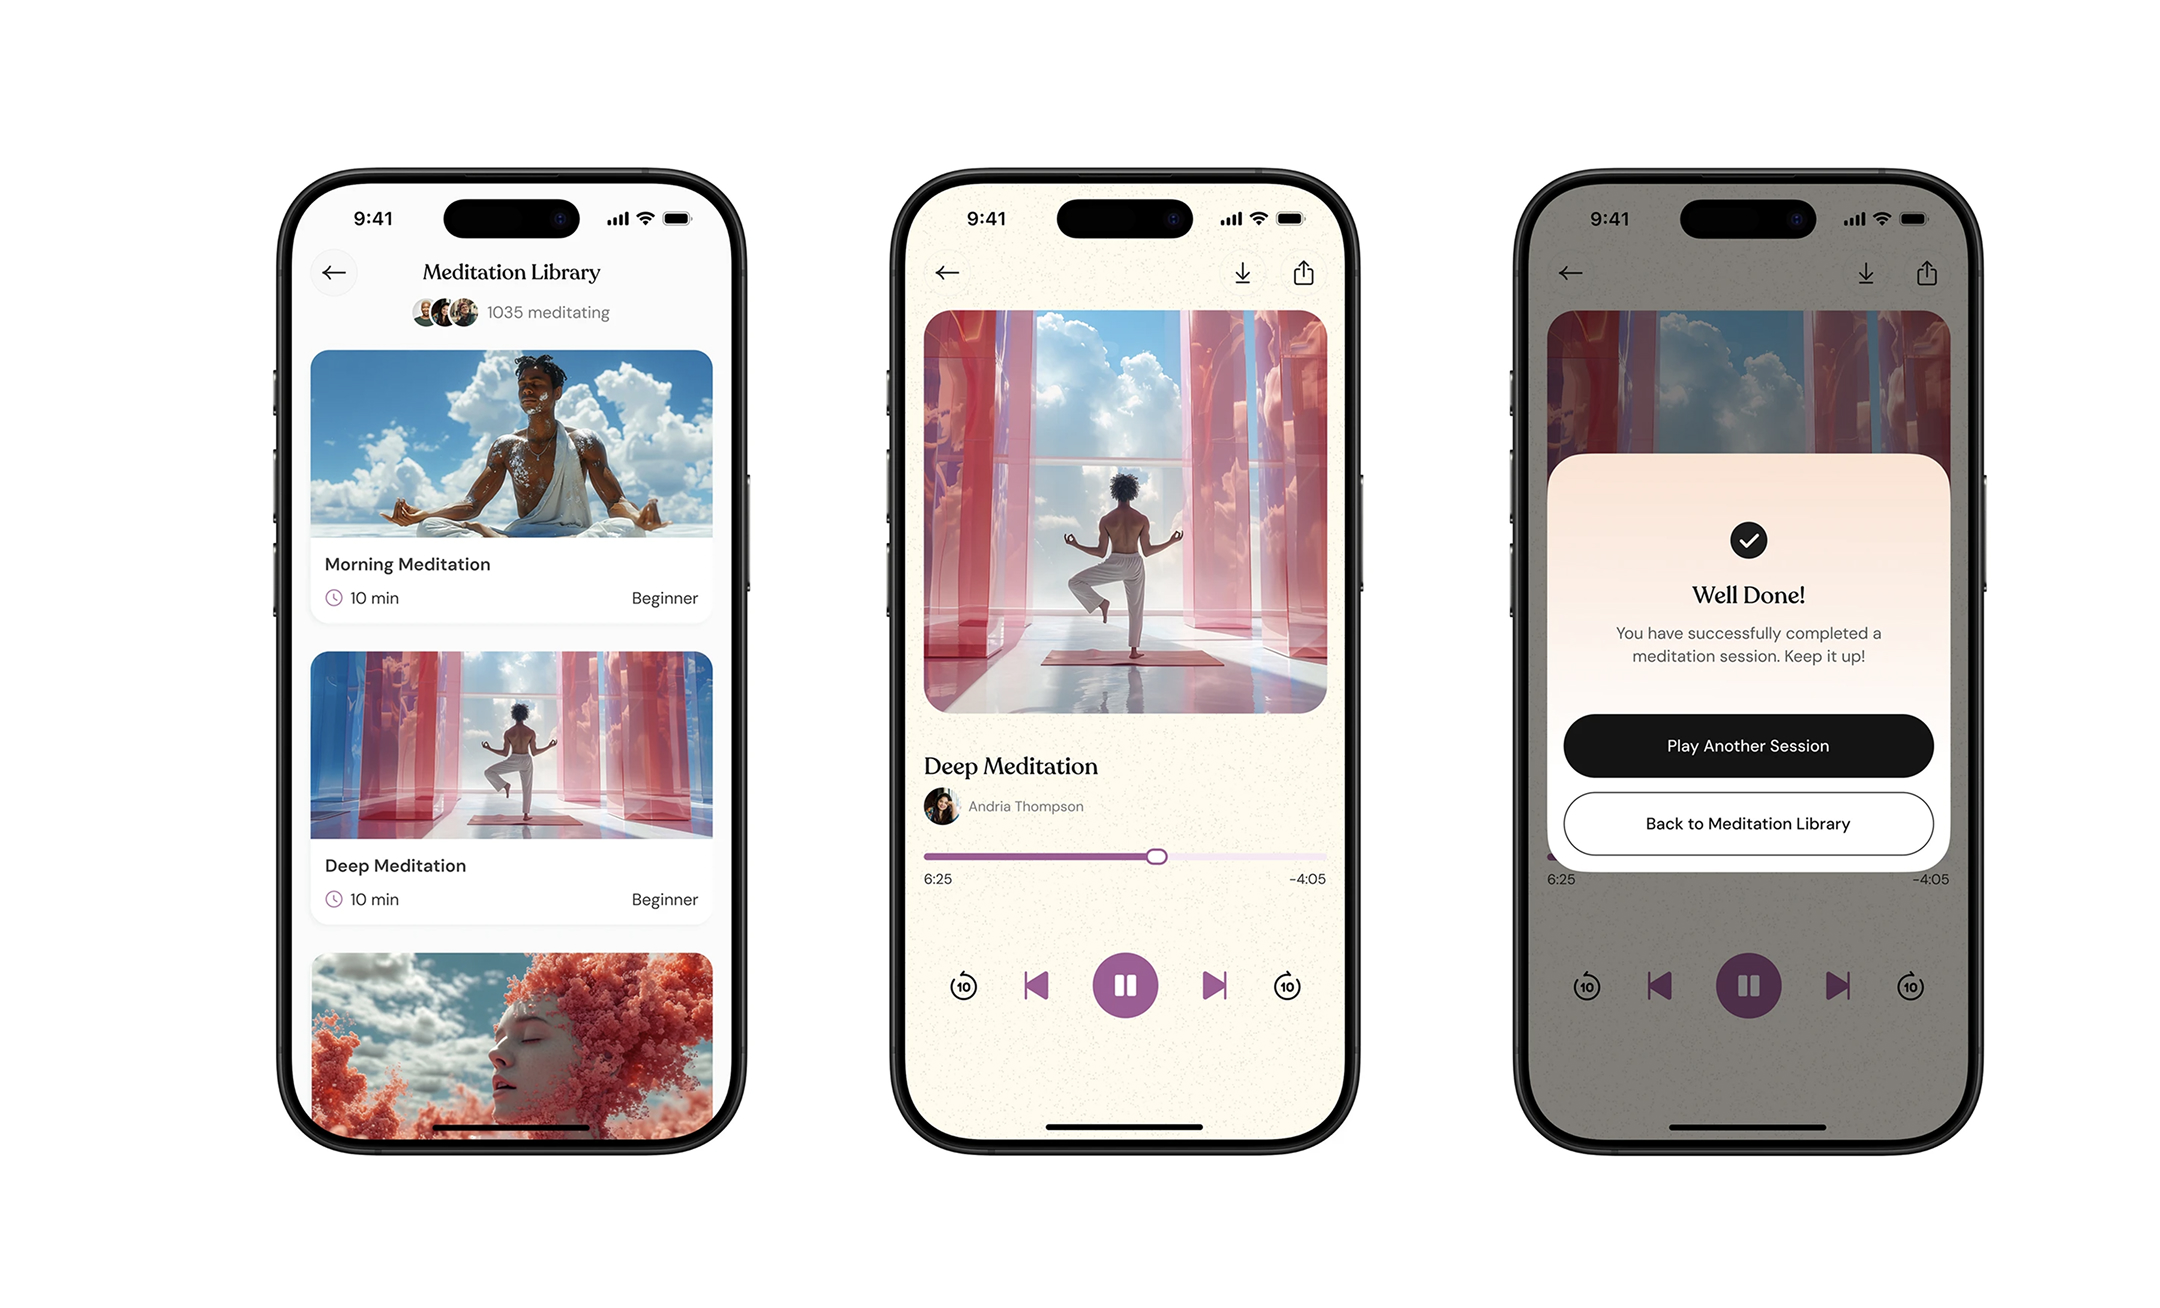 9:41
Meditation Library
1035 meditating
Morning Meditation
10 min
Beginner
Deep Meditation
10 min
Beginner
9:41
Deep Meditation
Andria Thompson
6:25
-4:05
10
10
9:41
Well Done!
You have successfully completed a
meditation session. Keep it up!
Play Another Session
Back to Meditation Library
6:25
-4:05
10
10